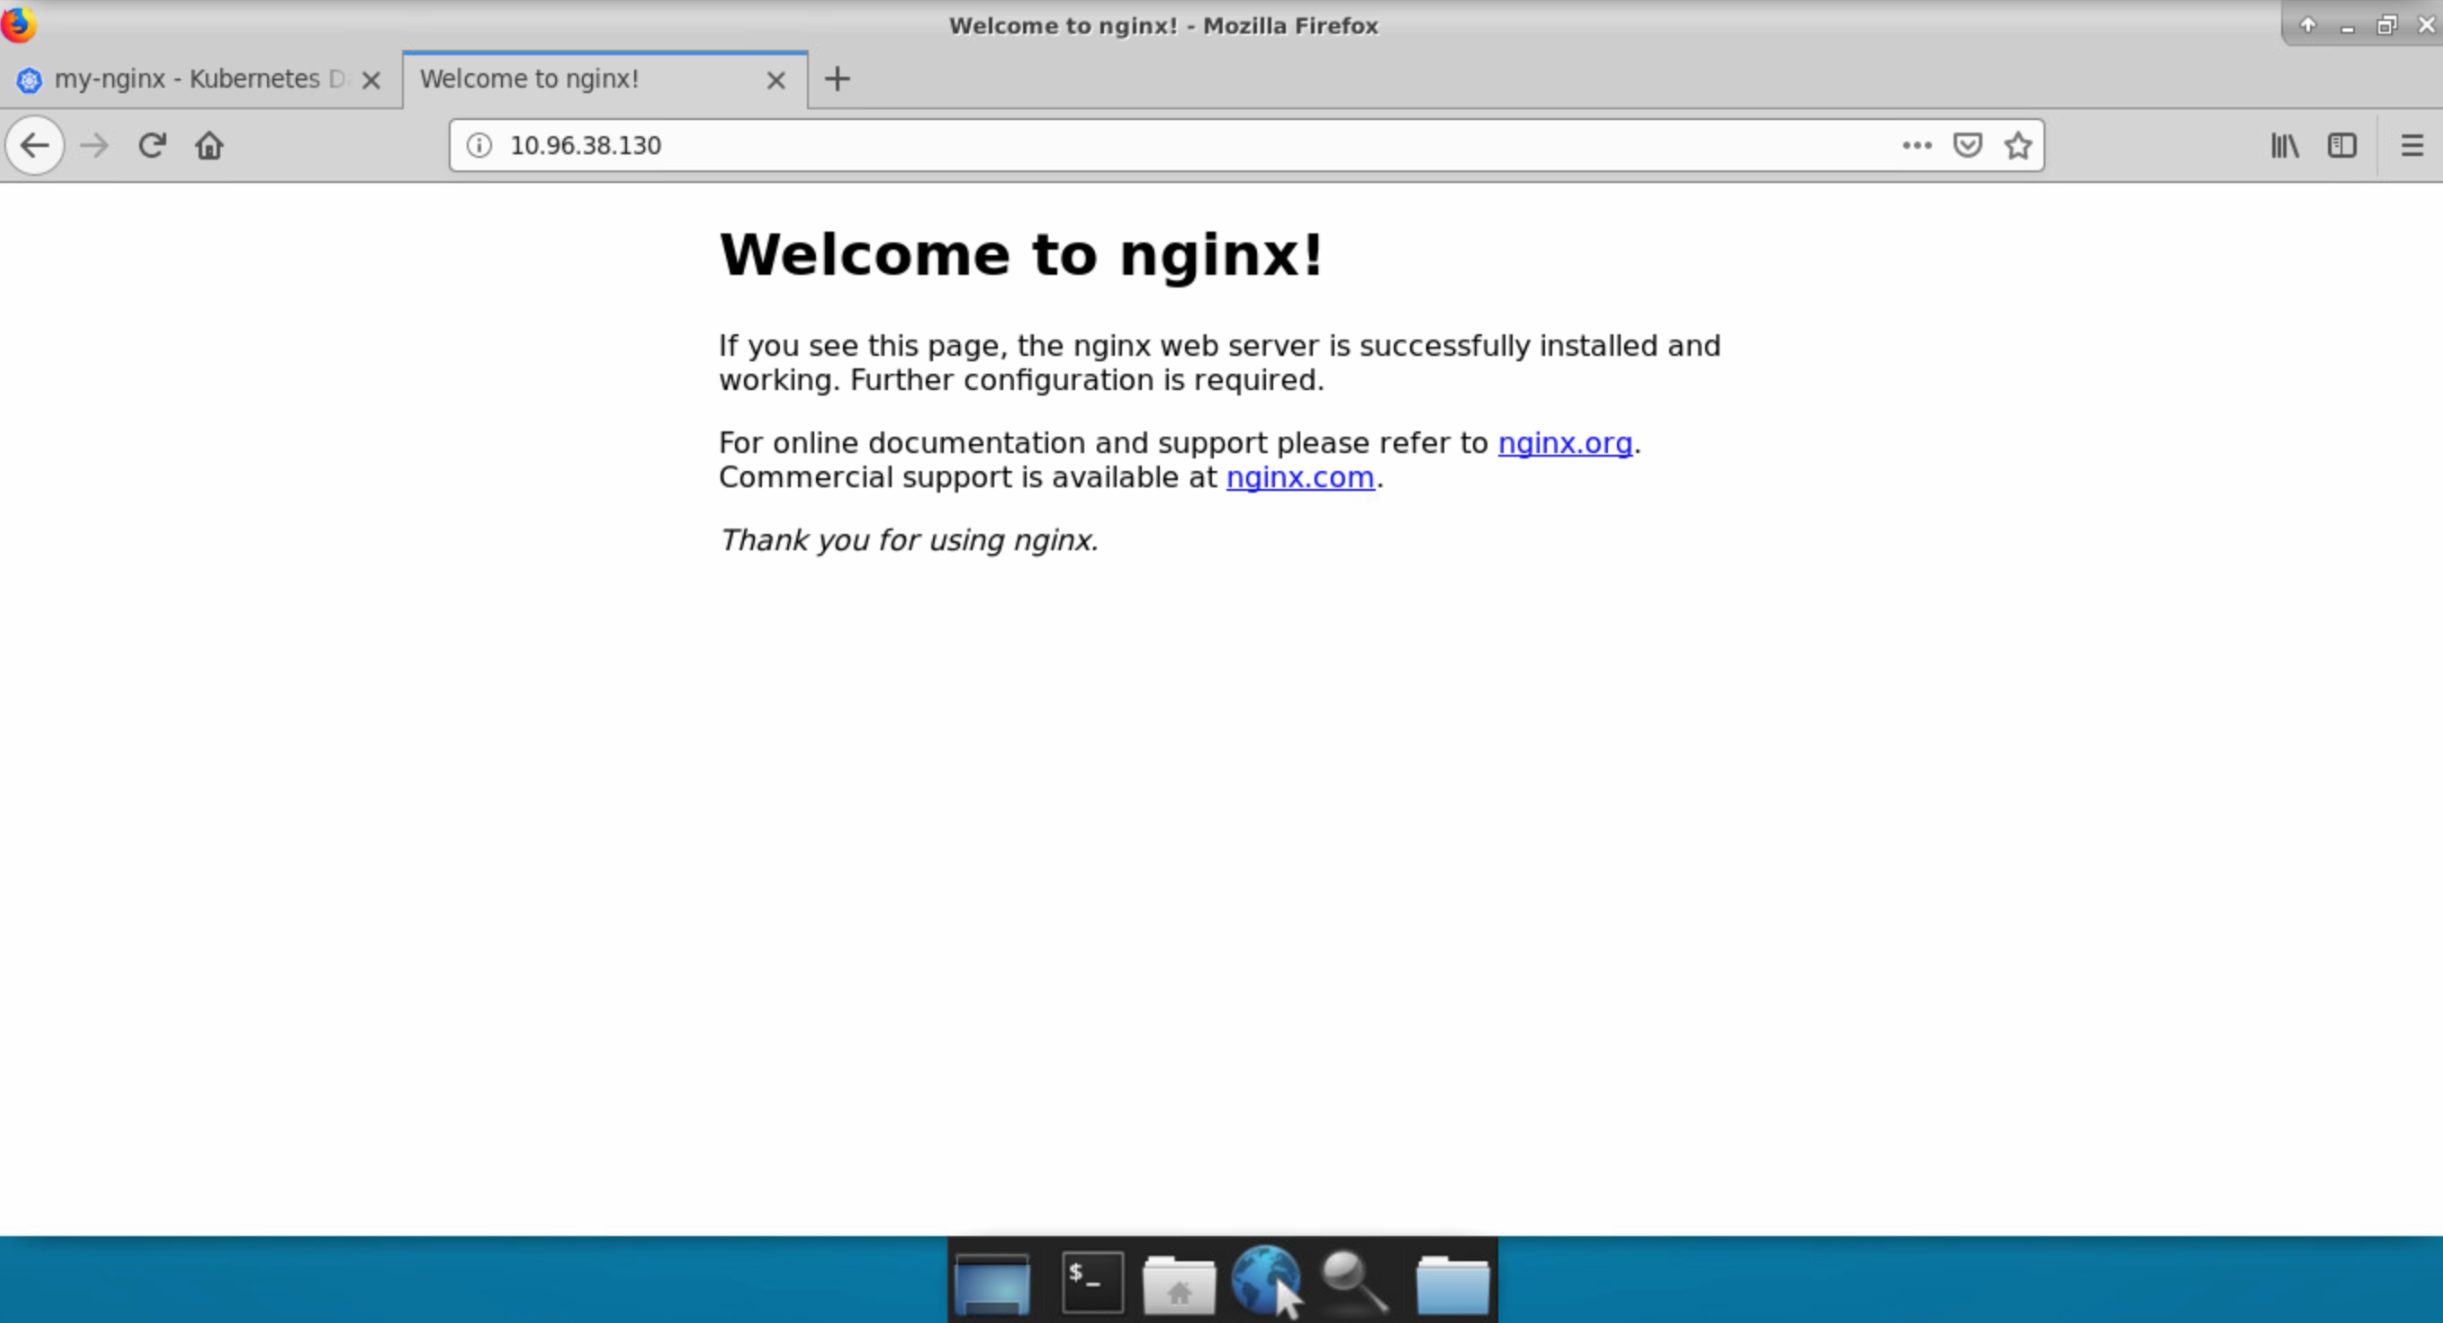 Welcome to nginx! - Mozilla Firefox
my-nginx - Kubernetes D
Welcome to nginx!
10.96.38.130
Welcome to nginx!
If you see this page, the nginx web server is successfully installed and
working. Further configuration is required.
For online documentation and support please refer to nginx.org.
Commercial support is available at nginx.com.
Thank you for using nginx.
$_